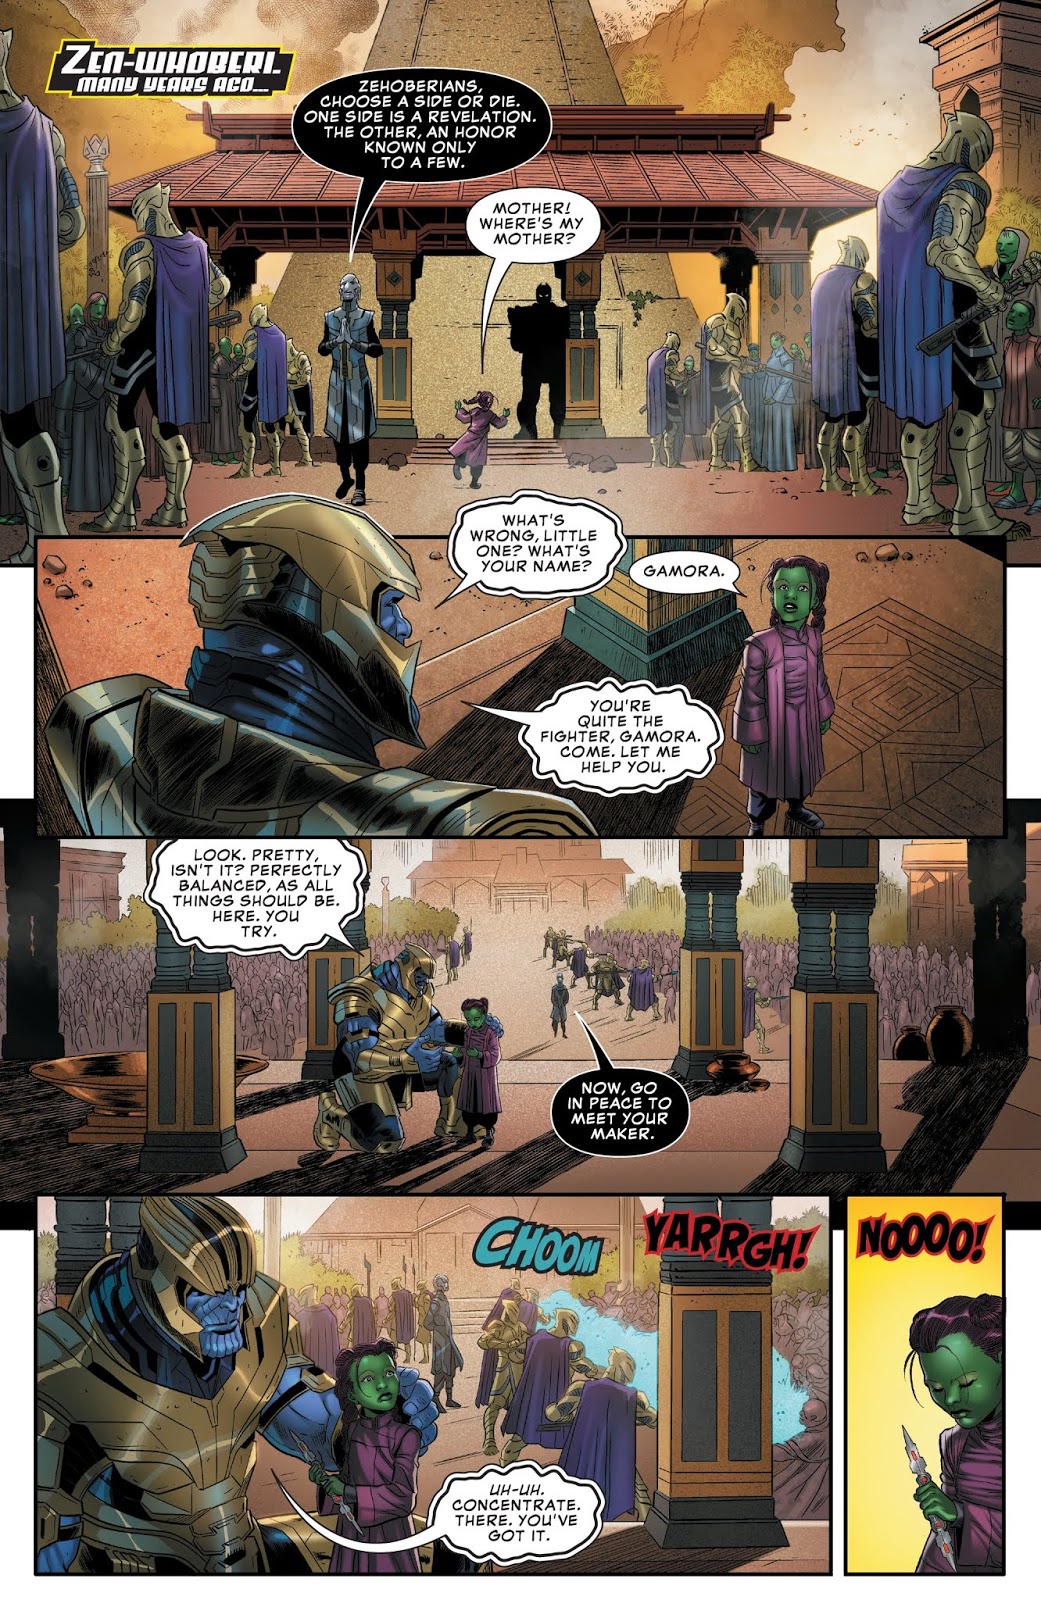 ZEN-WHOBERI.
MANY YEARS AGO...
ZEHOBERIANS,
CHOOSE A SIDE OR DIE.
ONE SIDE IS A REVELATION.
THE OTHER, AN HONOR
KNOWN ONLY
TO A FEW.
MOTHER!
WHERE'S MY
MOTHER?
WHAT'S
WRONG, LITTLE
ONE? WHAT'S
YOUR NAME?
GAMORA.
YOU'RE
QUITE THE
FIGHTER, GAMORA.
COME. LET ME
HELP YOU.
LOOK. PRETTY,
ISN'T IT? PERFECTLY
BALANCED, AS ALL
THINGS SHOULD BE.
HERE. YOU
TRY.
NOW, GO
IN PEACE TO
MEET YOUR
MAKER.
CHOOM
YARRGH!
UH-UH.
CONCENTRATE.
THERE. YOU'VE
GOT IT.
NOOOO!